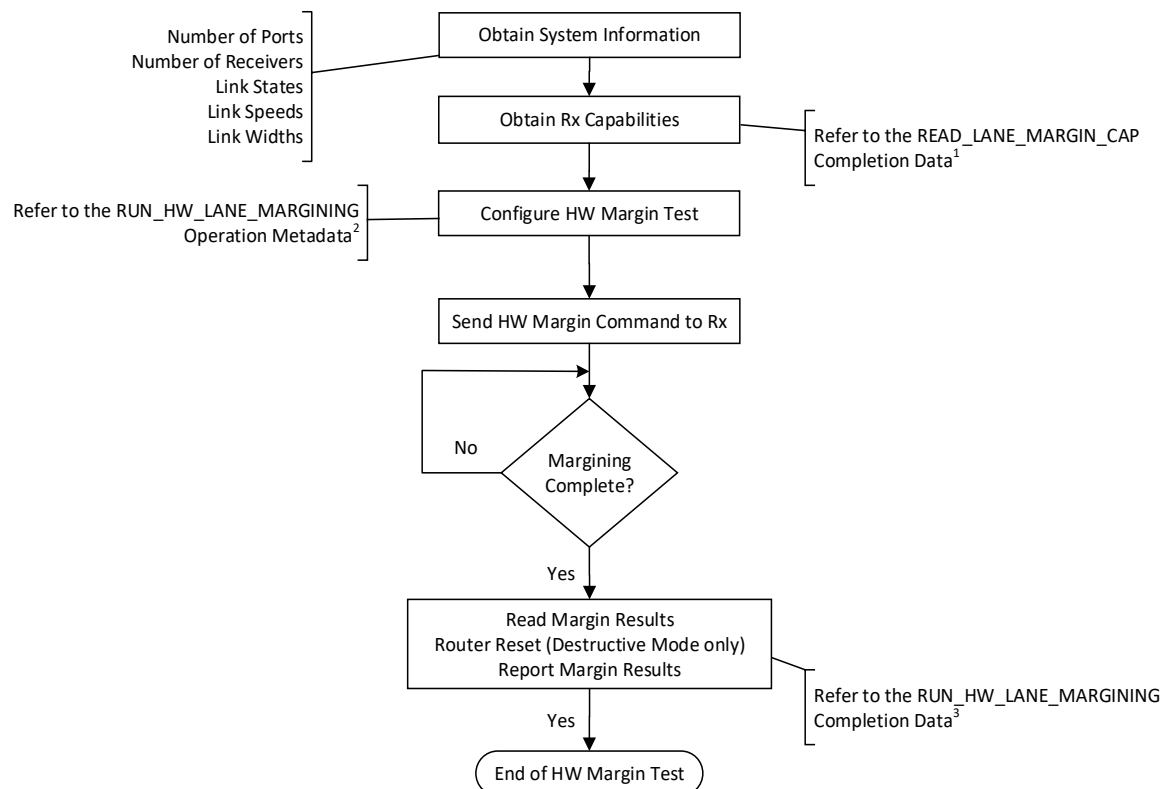 Number of Ports
Number of Receivers
Link States
Link Speeds
Link Widths
Obtain System Information
Obtain Rx Capabilities
Refer to the READ_LANE_MARGIN_CAP
Completion Data1
Refer to the RUN_HW_LANE_MARGINING
Operation Metadata2
Configure HW Margin Test
Send HW Margin Command to Rx
No
Margining
Complete?
Yes
Read Margin Results
Router Reset (Destructive Mode only)
Report Margin Results
Refer to the RUN_HW_LANE_MARGINING
Completion Data3
Yes
End of HW Margin Test